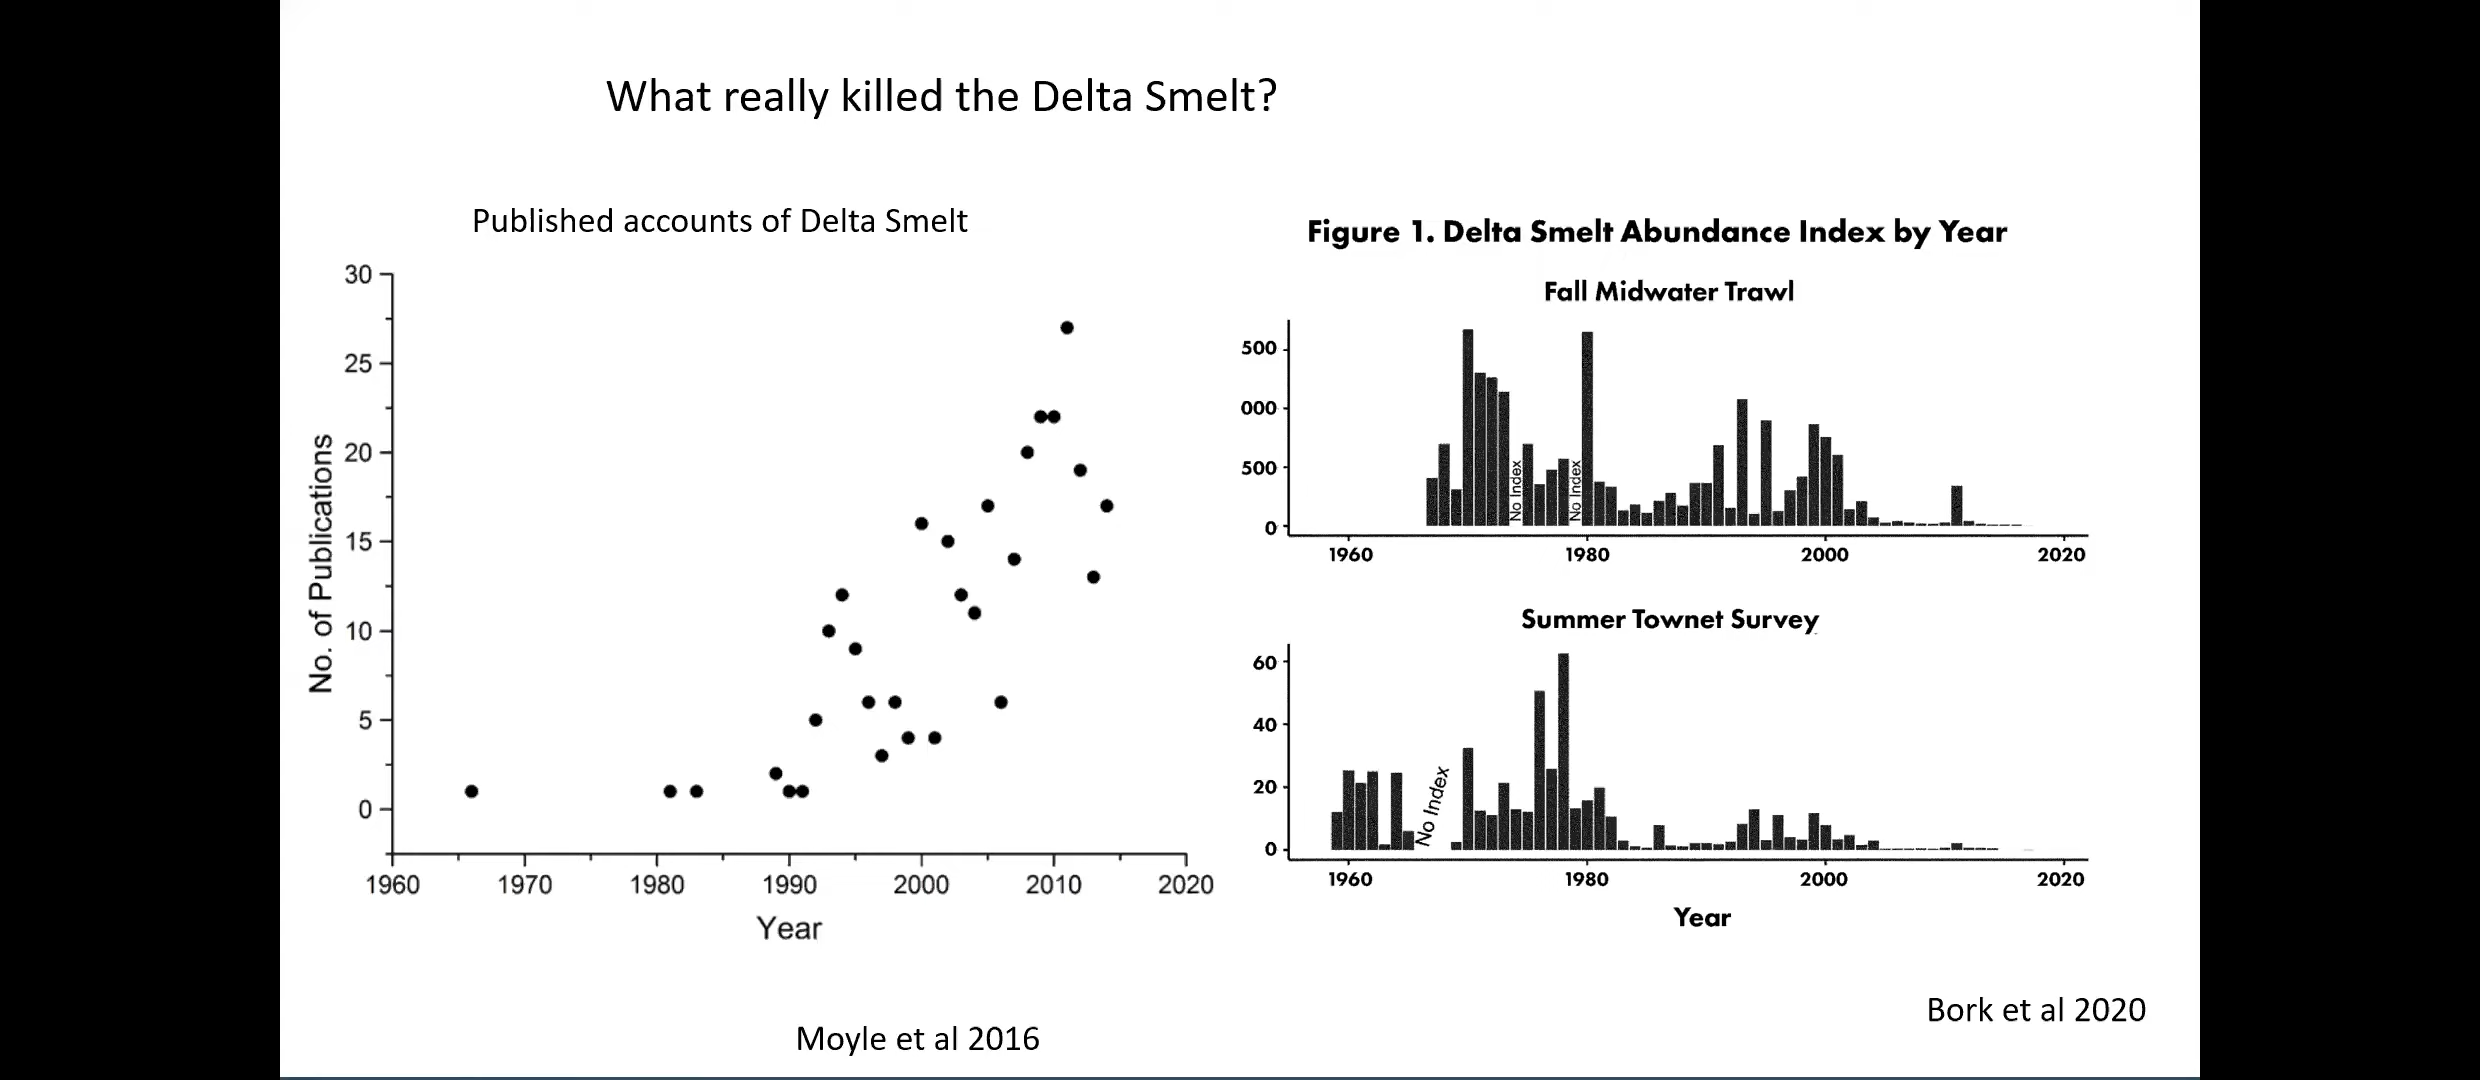 What really killed the Delta Smelt?
Published accounts of Delta Smelt
30
25
20
15
10
5
0
No. of Publications
1960 1970 1980 1990 2000 2010 2020
Year
Moyle et al 2016
Figure 1. Delta Smelt Abundance Index by Year
Fall Midwater Trawl
500
000
500
0
No Index
No Index
1960 1980 2000 2020
Summer Townet Survey
60
40
20
0
No Index
1960 1980 2000 2020
Year
Bork et al 2020